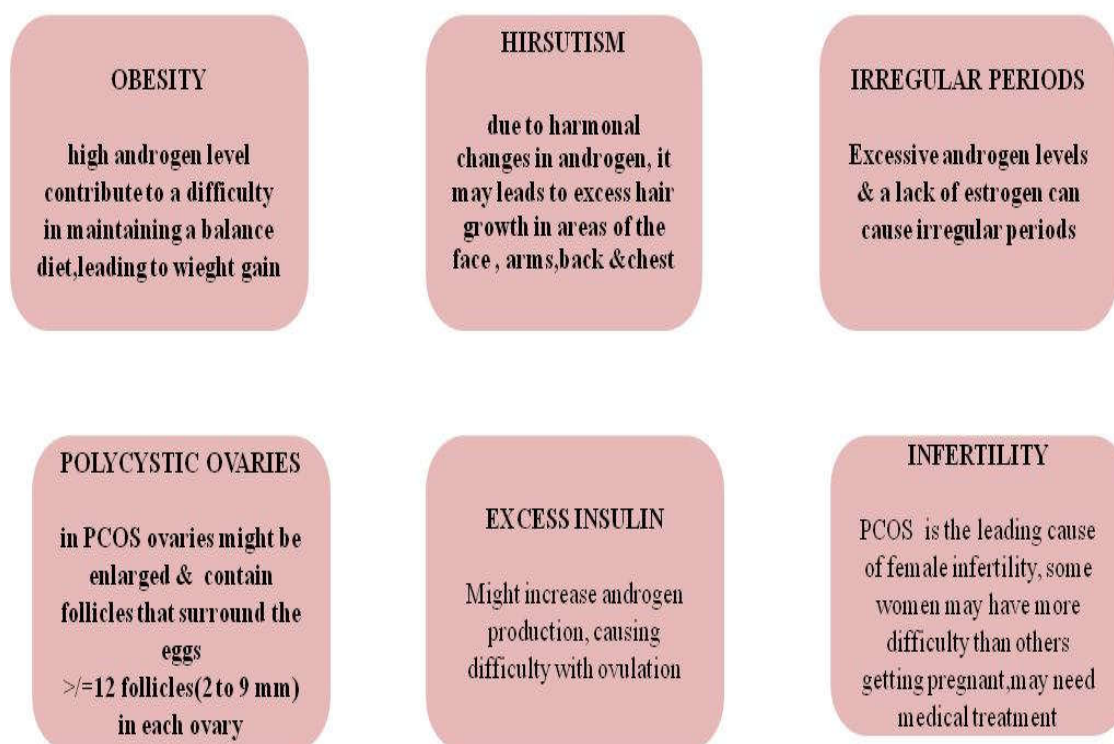 OBESITY
high androgen level
contribute to a difficulty
in maintaining a balance
diet,leading to wieght gain
HIRSUTISM
due to harmonal
changes in androgen, it
may leads to excess hair
growth in areas of the
face , arms,back &chest
IRREGULAR PERIODS
Excessive androgen levels
& a lack of estrogen can
cause irregular periods
POLYCYSTIC OVARIES
in PCOS ovaries might be
enlarged & contain
follicles that surround the
eggs
>/=12 follicles(2 to 9 mm)
in each ovary
EXCESS INSULIN
Might increase androgen
production, causing
difficulty with ovulation
INFERTILITY
PCOS is the leading cause
of female infertility, some
women may have more
difficulty than others
getting pregnant,may need
medical treatment